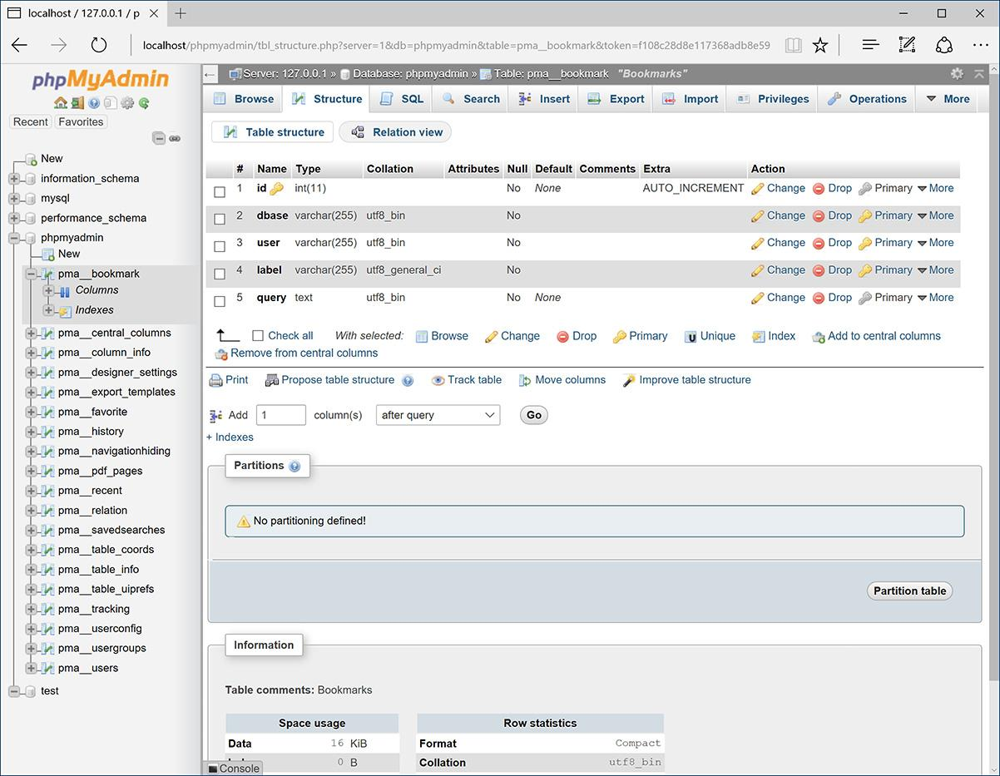 localhost / 127.0.0.1 / p
localhost/phpmyadmin/tbl_structure.php?server=1&db=phpmyadmin&table=pma__bookmark&token=f108c28d8e117368adb8e59
phpMyAdmin
Recent Favorites
New
information_schema
mysql
performance_schema
phpmyadmin
New
pma__bookmark
Columns
Indexes
pma__central_columns
pma__column_info
pma__designer_settings
pma__export_templates
pma__favorite
pma__history
pma__navigationhiding
pma__pdf_pages
pma__recent
pma__relation
pma__savedsearches
pma__table_coords
pma__table_info
pma__table_uiprefs
pma__tracking
pma__userconfig
pma__usergroups
pma__users
test
Server: 127.0.0.1 » Database: phpmyadmin » Table: pma__bookmark "Bookmarks"
Browse Structure SQL Search Insert Export Import Privileges Operations More
Table structure Relation view
# Name Type Collation Attributes Null Default Comments Extra Action
1 id int(11) No None AUTO_INCREMENT Change Drop Primary More
2 dbase varchar(255) utf8_bin No Change Drop Primary More
3 user varchar(255) utf8_bin No Change Drop Primary More
4 label varchar(255) utf8_general_ci No Change Drop Primary More
5 query text utf8_bin No None Change Drop Primary More
Check all With selected: Browse Change Drop Primary Unique Index Add to central columns
Remove from central columns
Print Propose table structure Track table Move columns Improve table structure
Add 1 column(s) after query Go
+ Indexes
Partitions
No partitioning defined!
Partition table
Information
Table comments: Bookmarks
Space usage Row statistics
Data 16 KiB Format Compact
0 B Collation utf8_bin
Console